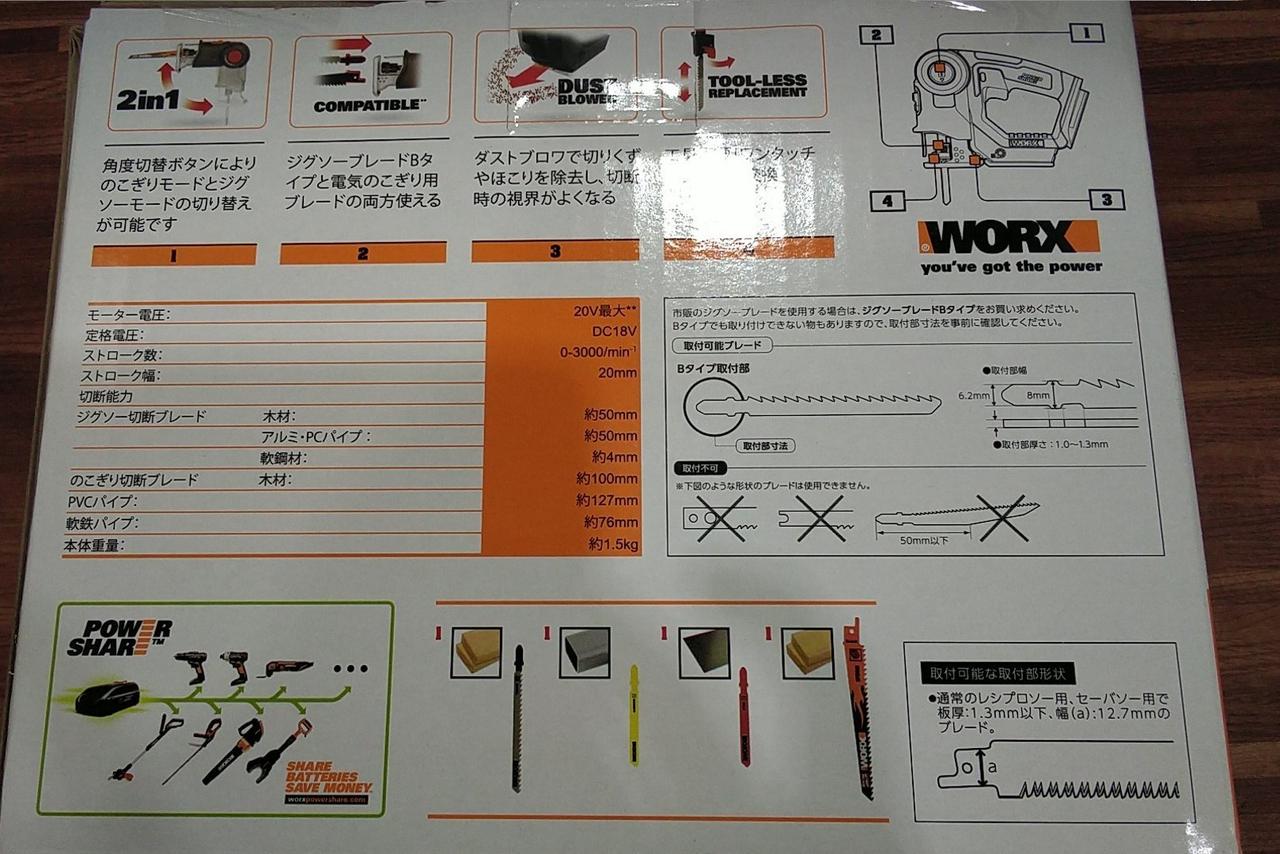 2in1
COMPATIBLE**
DUST
BLOWER
TOOL-LESS
REPLACEMENT
角度切替ボタンにより
のこぎりモードとジグ
ソーモードの切り替え
が可能です
ジグソーブレードBタ
イプと電気のこぎり用
ブレードの両方使える
ダストブロワで切りくず
やほこりを除去し、切断
時の視界がよくなる
ワンタッチ
1
2
3
4
2
1
4
3
WORX
WORX
®
you've got the power
モーター電圧: 20V最大**
定格電圧: DC18V
ストローク数: 0-3000/min⁻¹
ストローク幅: 20mm
切断能力
ジグソー切断ブレード 木材: 約50mm
アルミ・PCパイプ: 約50mm
軟鋼材: 約4mm
のこぎり切断ブレード 木材: 約100mm
PVCパイプ: 約127mm
軟鉄パイプ: 約76mm
本体重量: 約1.5kg
市販のジグソーブレードを使用する場合は、ジグソーブレードBタイプをお買い求めください。
Bタイプでも取り付けできない物もありますので、取付部寸法を事前に確認してください。
取付可能ブレード
Bタイプ取付部
取付部寸法
●取付部幅
6.2mm
8mm
●取付部厚さ:1.0〜1.3mm
取付不可
※下図のような形状のブレードは使用できません。
50mm以下
POWER
SHARE™
SHARE
BATTERIES
SAVE MONEY.
worxpowershare.com
1 1 1 1
WORX
取付可能な取付部形状
●通常のレシプロソー用、セーバソー用で
板厚:1.3mm以下、幅(a):12.7mmの
ブレード。
a